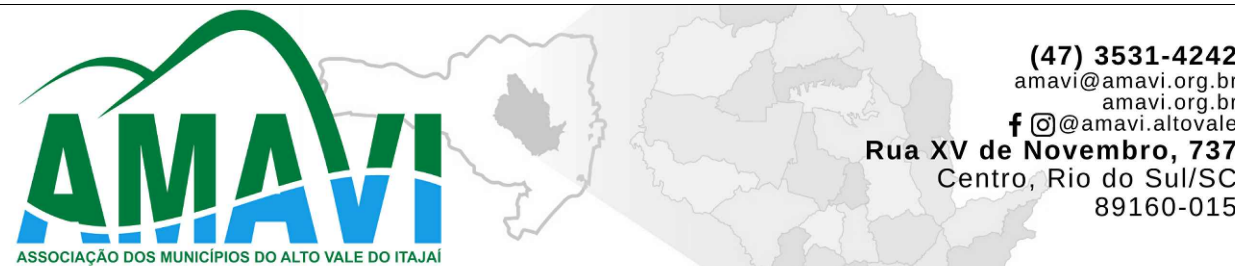 AMAVI
ASSOCIAÇÃO DOS MUNICÍPIOS DO ALTO VALE DO ITAJAÍ
(47) 3531-4242
amavi@amavi.org.br
amavi.org.br
@amavi.altovale
Rua XV de Novembro, 737
Centro, Rio do Sul/SC
89160-015